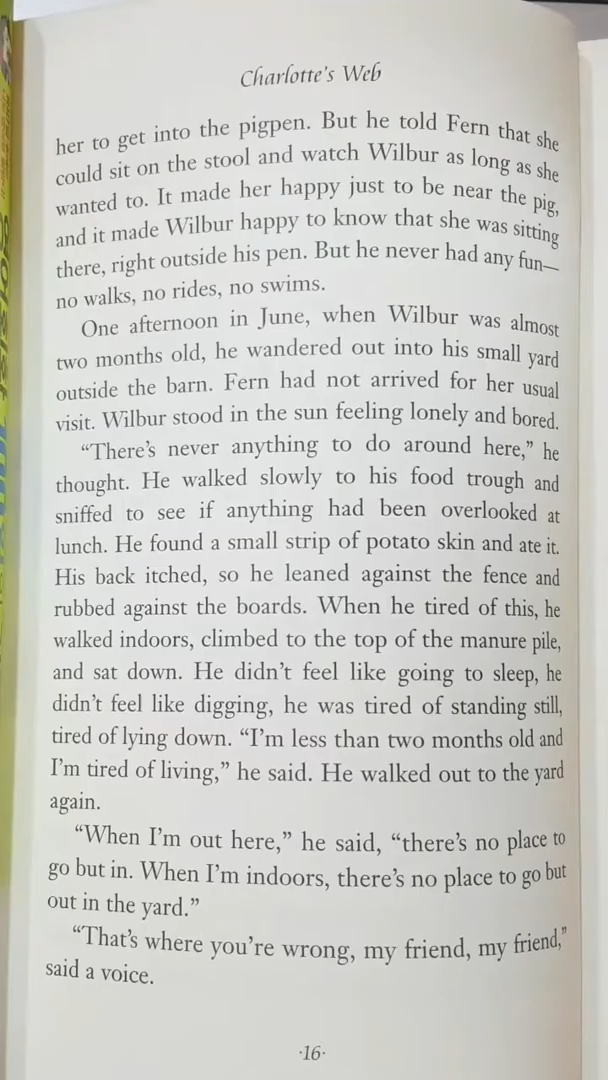 Charlotte's Web
her to get into the pigpen. But he told Fern that she
could sit on the stool and watch Wilbur as long as she
wanted to. It made her happy just to be near the pig,
and it made Wilbur happy to know that she was sitting
there, right outside his pen. But he never had any fun—
no walks, no rides, no swims.
One afternoon in June, when Wilbur was almost
two months old, he wandered out into his small yard
outside the barn. Fern had not arrived for her usual
visit. Wilbur stood in the sun feeling lonely and bored.
“There’s never anything to do around here,” he
thought. He walked slowly to his food trough and
sniffed to see if anything had been overlooked at
lunch. He found a small strip of potato skin and ate it.
His back itched, so he leaned against the fence and
rubbed against the boards. When he tired of this, he
walked indoors, climbed to the top of the manure pile,
and sat down. He didn’t feel like going to sleep, he
didn’t feel like digging, he was tired of standing still,
tired of lying down. “I’m less than two months old and
I’m tired of living,” he said. He walked out to the yard
again.
“When I’m out here,” he said, “there’s no place to
go but in. When I’m indoors, there’s no place to go but
out in the yard.”
“That’s where you’re wrong, my friend, my friend,”
said a voice.
·16·